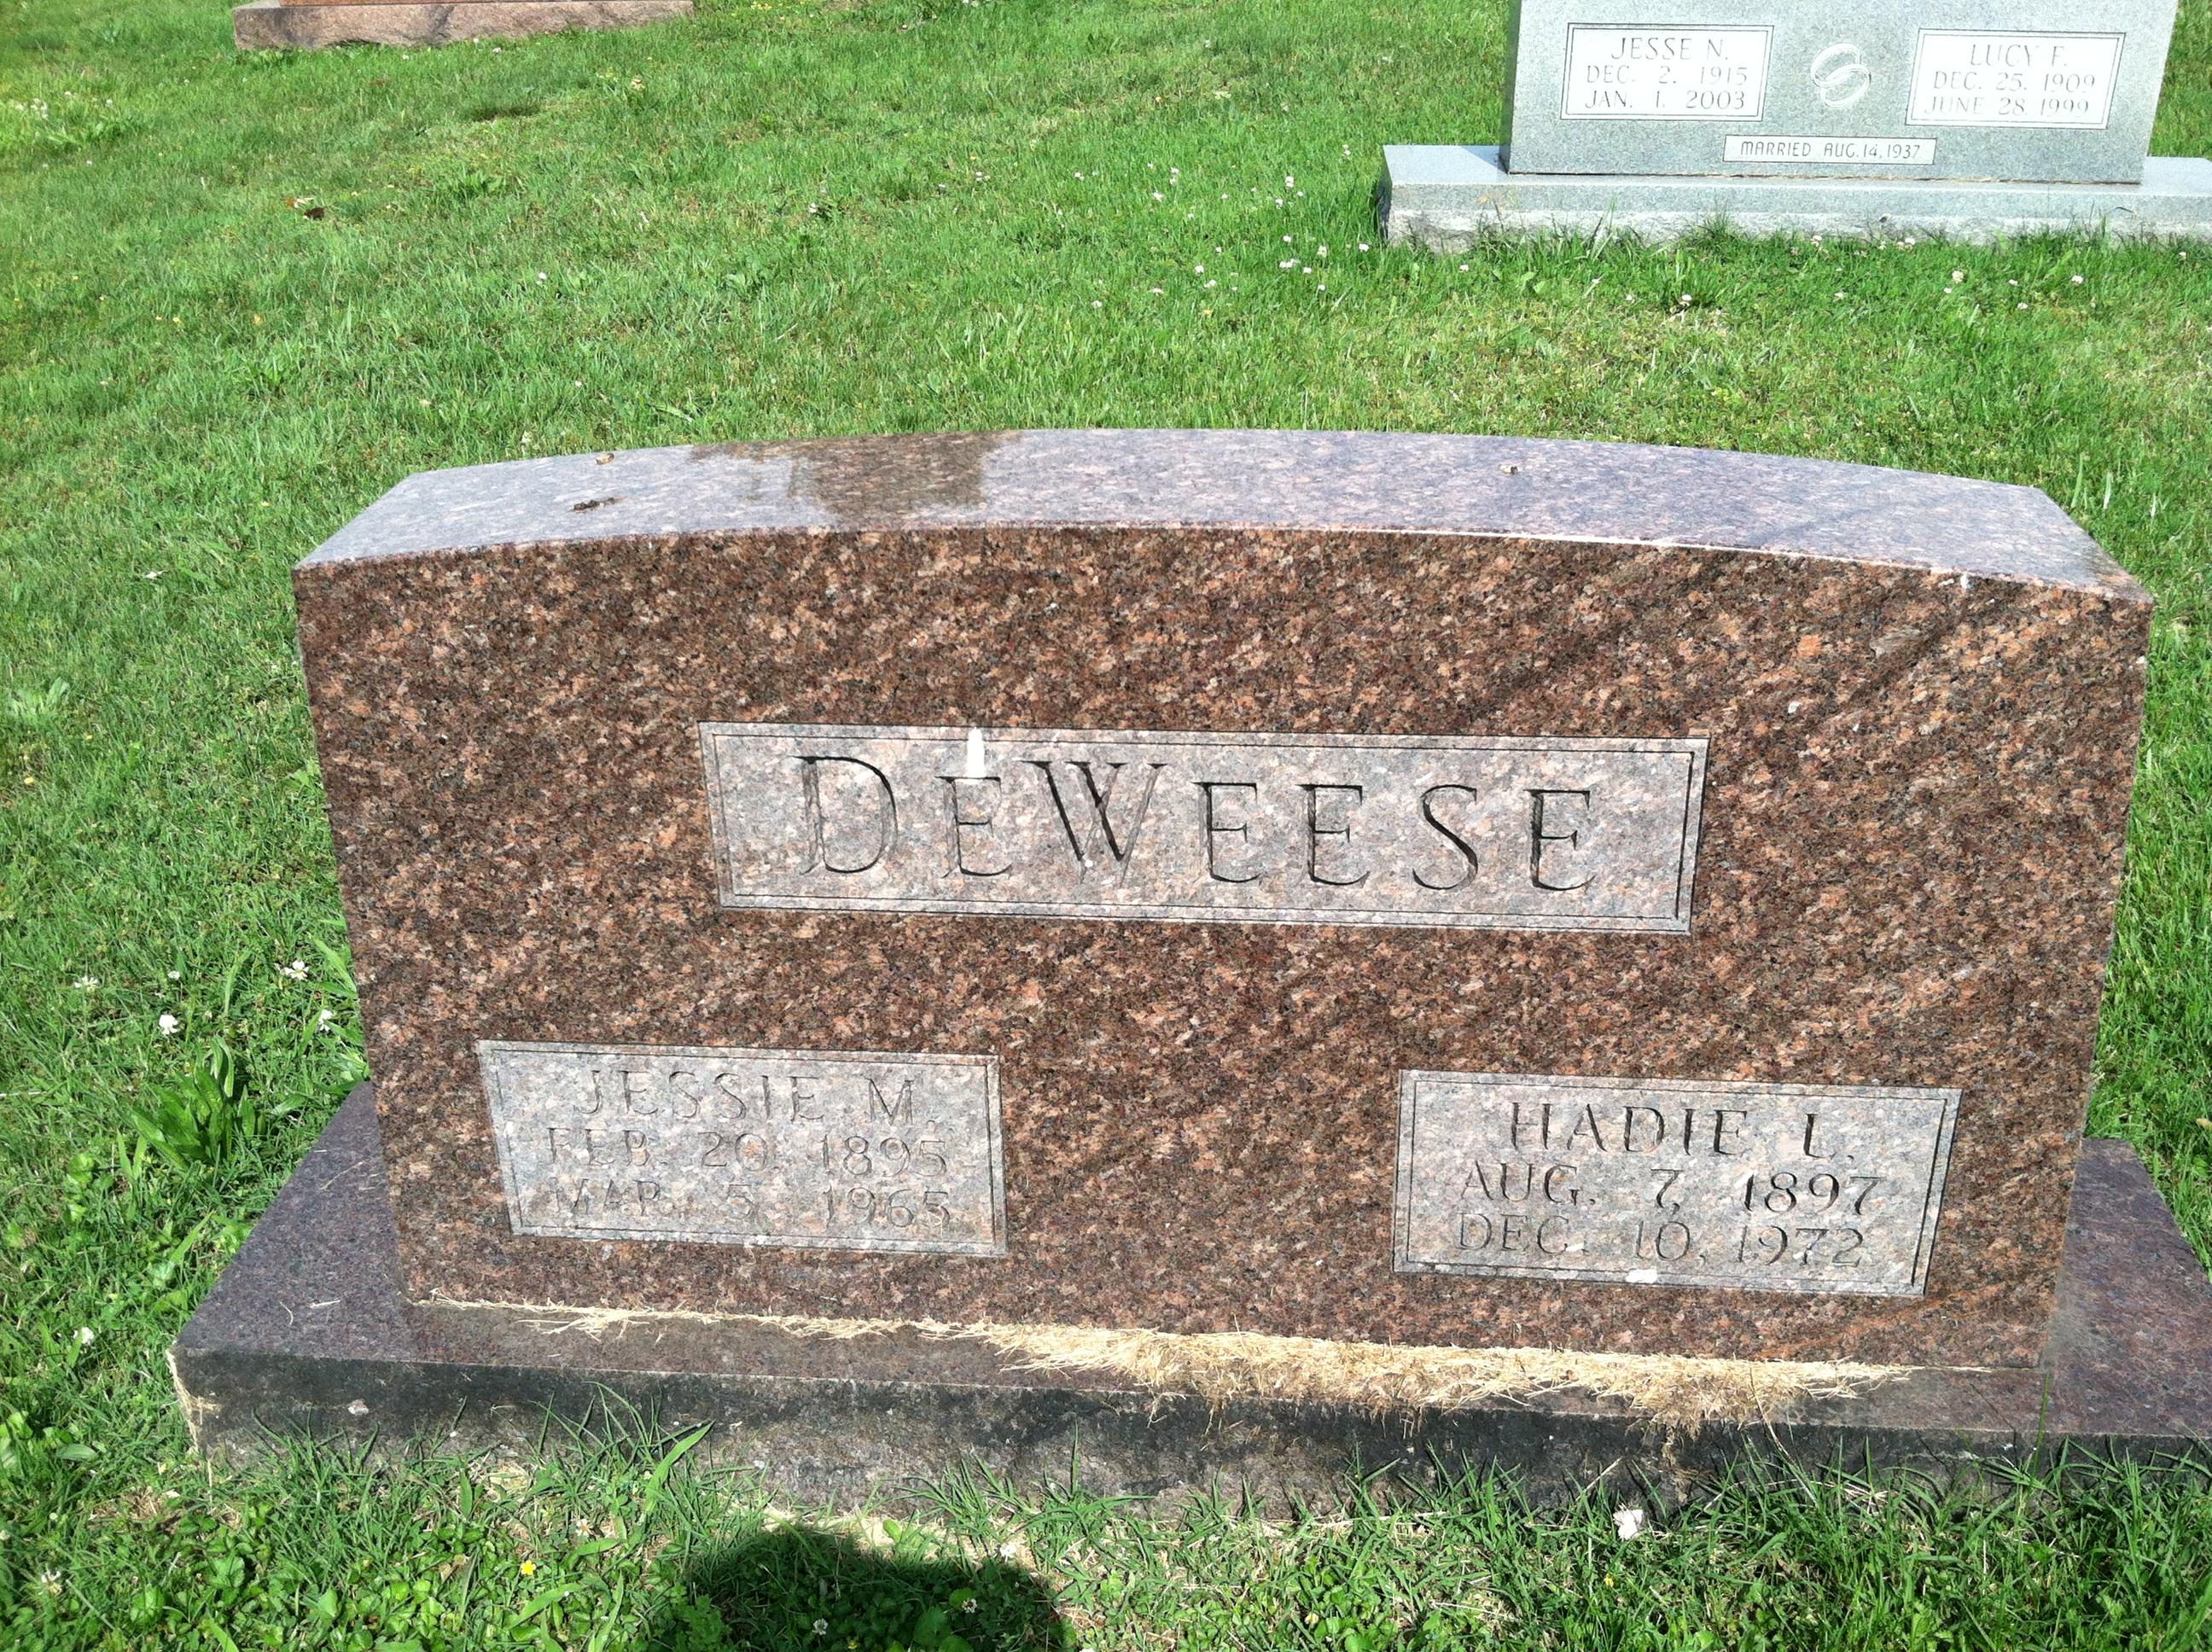 JESSE N.
DEC. 2. 1915
JAN. 1. 2003
LUCY F.
DEC. 25. 1909
JUNE 28 1999
MARRIED AUG. 14, 1937
DEWEESE
JESSIE M.
FEB. 20, 1895
MAR. 5, 1965
HADIE L.
AUG. 7, 1897
DEC. 10, 1972